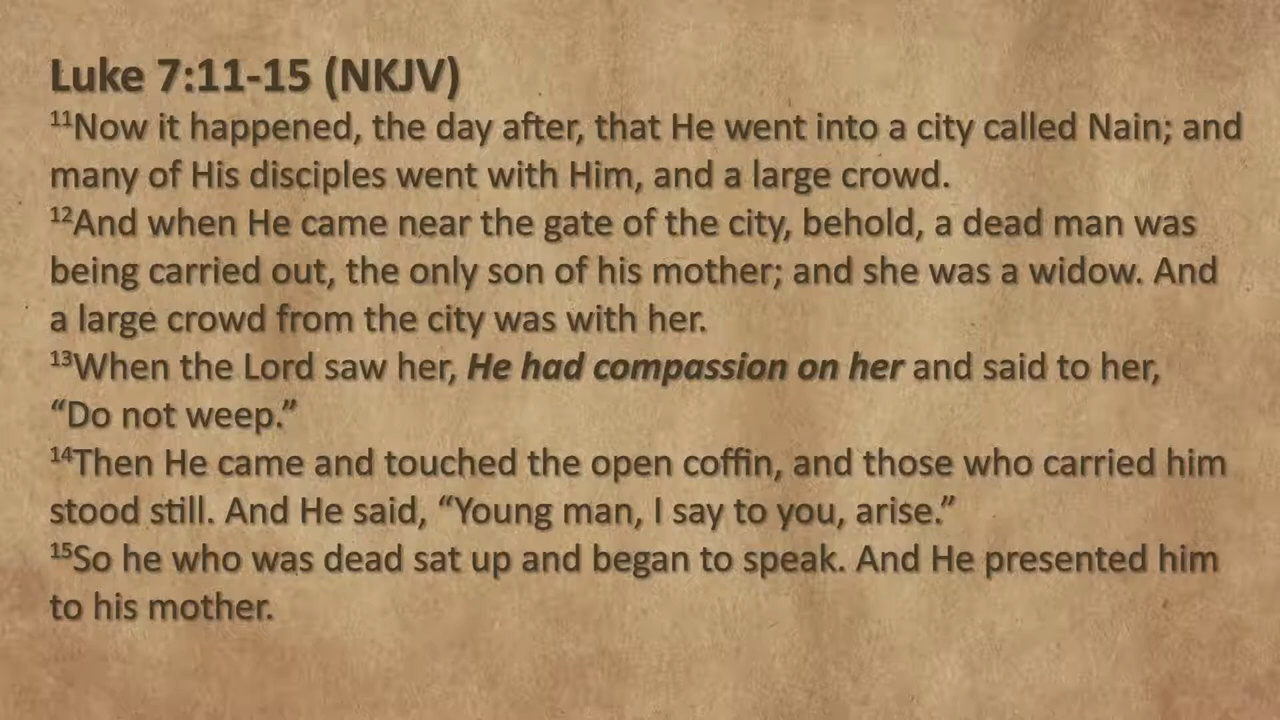 Luke 7:11-15 (NKJV)
11Now it happened, the day after, that He went into a city called Nain; and
many of His disciples went with Him, and a large crowd.
12And when He came near the gate of the city, behold, a dead man was
being carried out, the only son of his mother; and she was a widow. And
a large crowd from the city was with her.
13When the Lord saw her, He had compassion on her and said to her,
“Do not weep.”
14Then He came and touched the open coffin, and those who carried him
stood still. And He said, “Young man, I say to you, arise.”
15So he who was dead sat up and began to speak. And He presented him
to his mother.